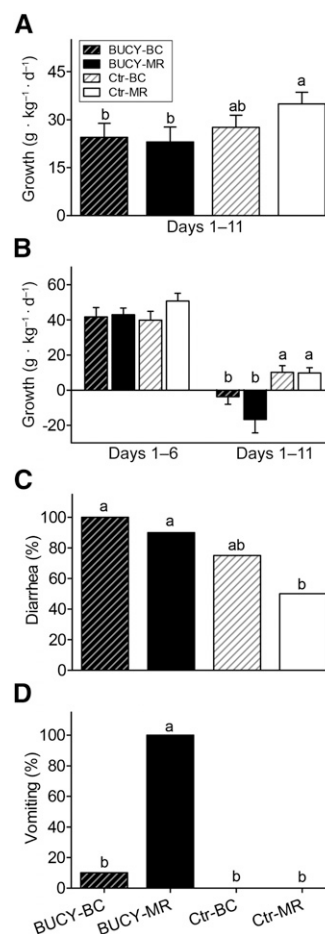 A
BUCY-BC
BUCY-MR
Ctr-BC
Ctr-MR
Growth (g · kg⁻¹ · d⁻¹)
45
30
15
0
b
b
ab
a
Days 1–11
B
Growth (g · kg⁻¹ · d⁻¹)
60
40
20
0
-20
b
b
a
a
Days 1–6
Days 1–11
C
Diarrhea (%)
100
80
60
40
20
0
a
a
ab
b
D
Vomiting (%)
100
80
60
40
20
0
b
a
b
b
BUCY-BC
BUCY-MR
Ctr-BC
Ctr-MR